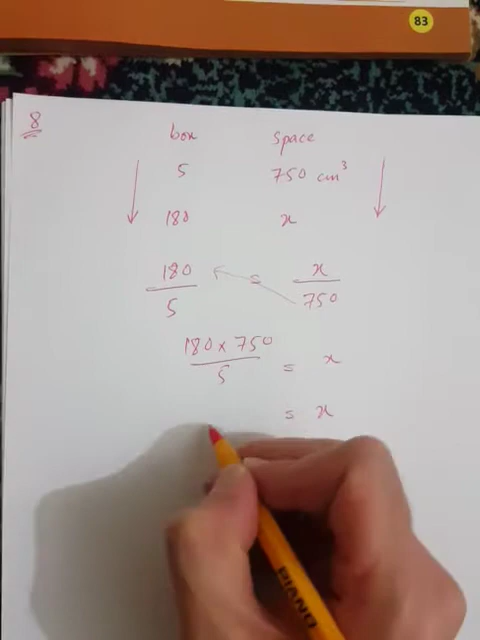 83
8
box space
5 750 cm³
180 x
180/5 = x/750
180 x 750/5 = x
= x
PIANO